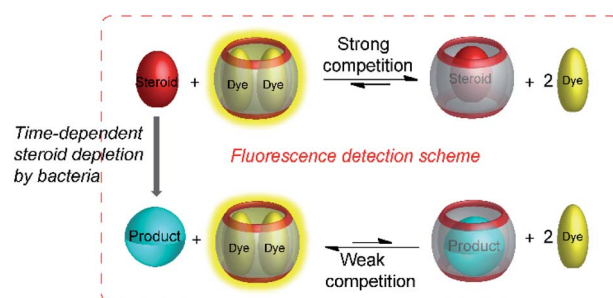 Strong
competition
Steroid + Dye Dye Steroid + 2 Dye
Time-dependent
steroid depletion
by bacteria
Fluorescence detection scheme
Product + Dye Dye Product + 2 Dye
Weak
competition